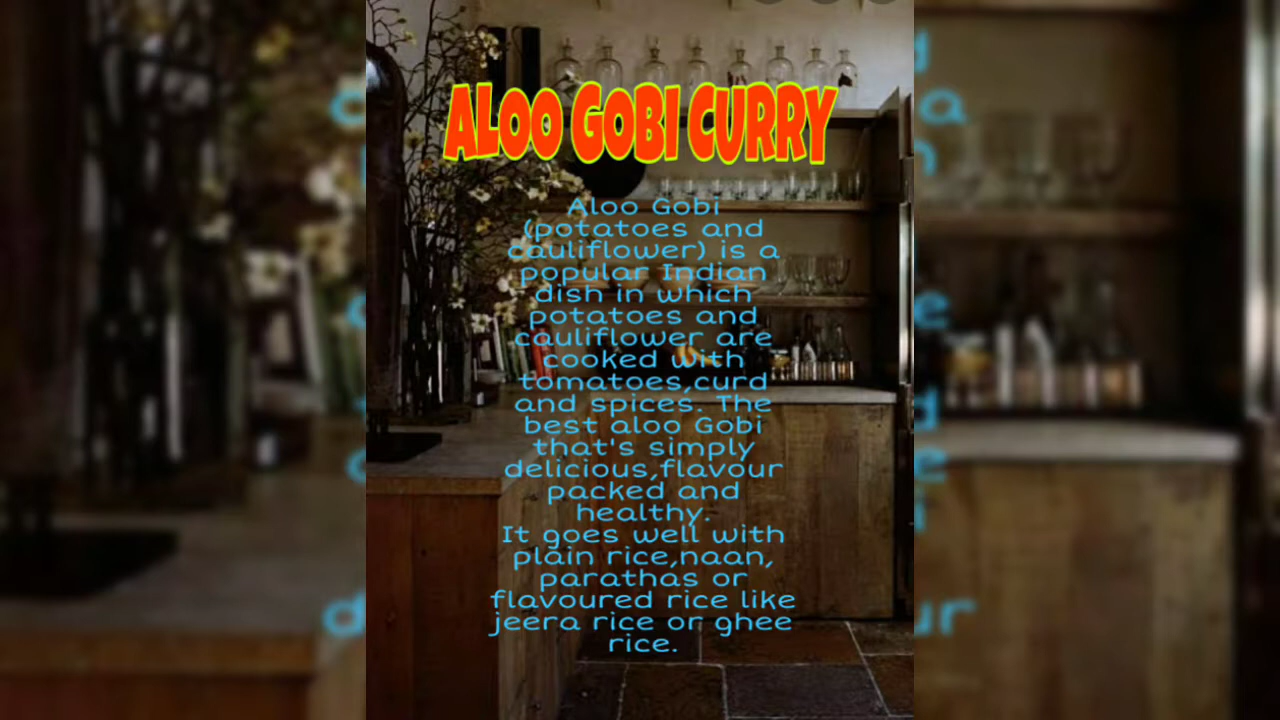 ALOO GOBI CURRY
Aloo Gobi
(potatoes and
cauliflower) is a
popular Indian
dish in which
potatoes and
cauliflower are
cooked with
tomatoes,curd
and spices. The
best aloo Gobi
that's simply
delicious,flavour
packed and
healthy.
It goes well with
plain rice,naan,
parathas or
flavoured rice like
jeera rice or ghee
rice.